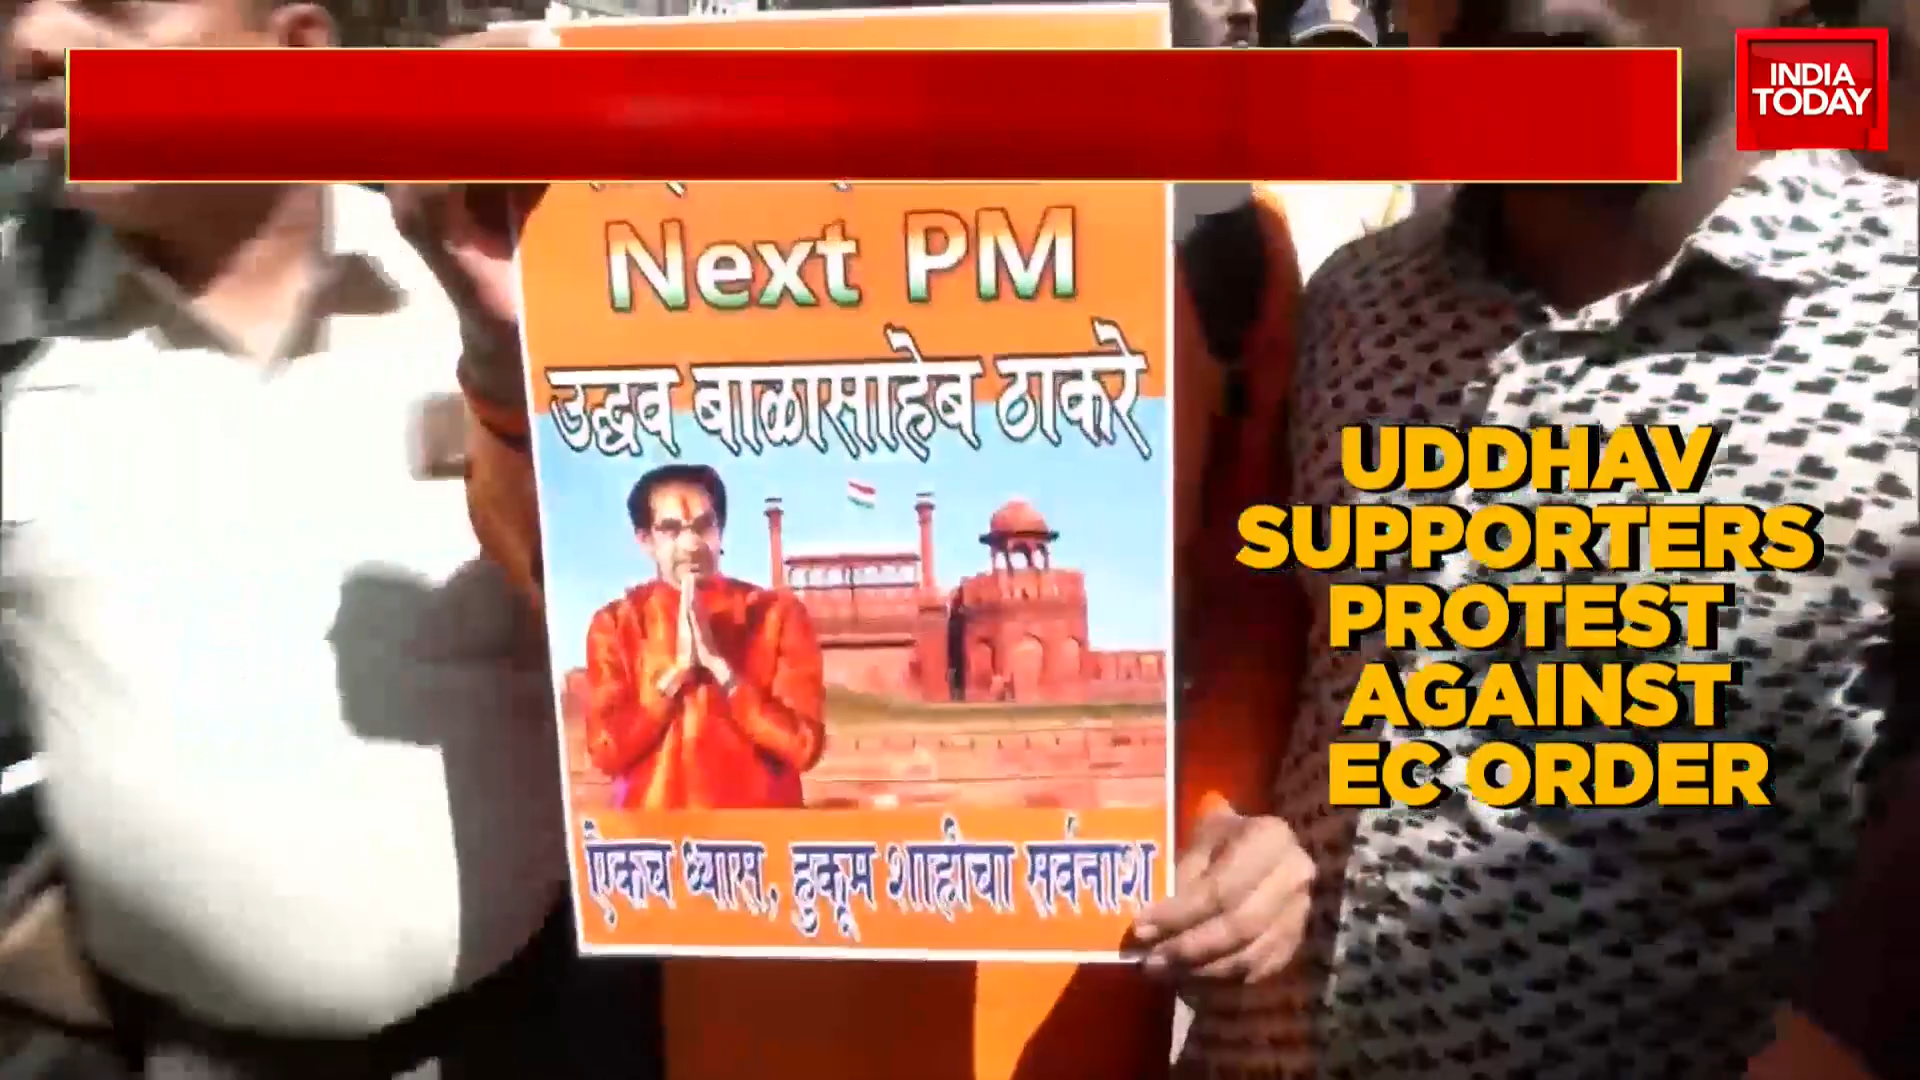 INDIA
TODAY
Next PM
उद्धव बाळासाहेब ठाकरे
UDDHAV
SUPPORTERS
PROTEST
AGAINST
EC ORDER
एकच ध्यास, हुकूम शाहीचा सर्वनाश